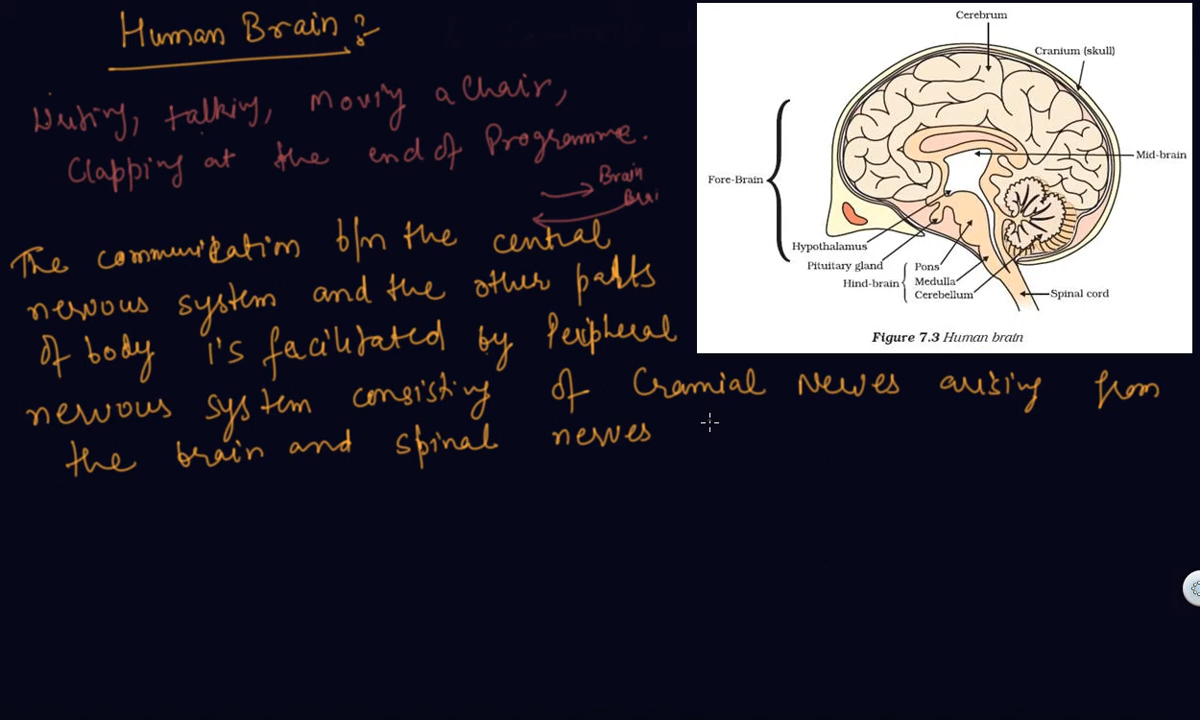 Human Brain :-
Writing, talking, moving a chair,
Clapping at the end of Programme.
Brain
Brai
The communication b/n the central
nervous system and the other parts
of body is facilitated by Peripheral
nervous system consisting of Cranial Nerves arising from
the brain and spinal nerves
Cerebrum
Cranium (skull)
Mid-brain
Fore-Brain
Hypothalamus
Pituitary gland
Hind-brain
Pons
Medulla
Cerebellum
Spinal cord
Figure 7.3 Human brain